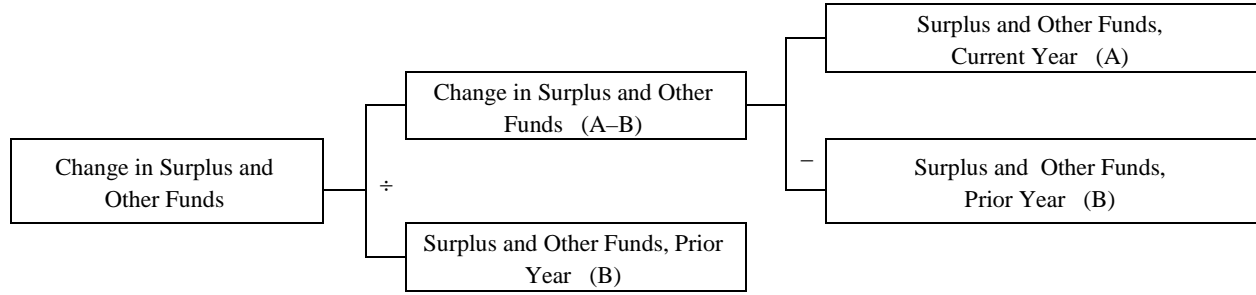 Surplus and Other Funds,
Current Year (A)
Change in Surplus and Other
Funds (A–B)
–
Surplus and Other Funds,
Prior Year (B)
Change in Surplus and
Other Funds
÷
Surplus and Other Funds, Prior
Year (B)